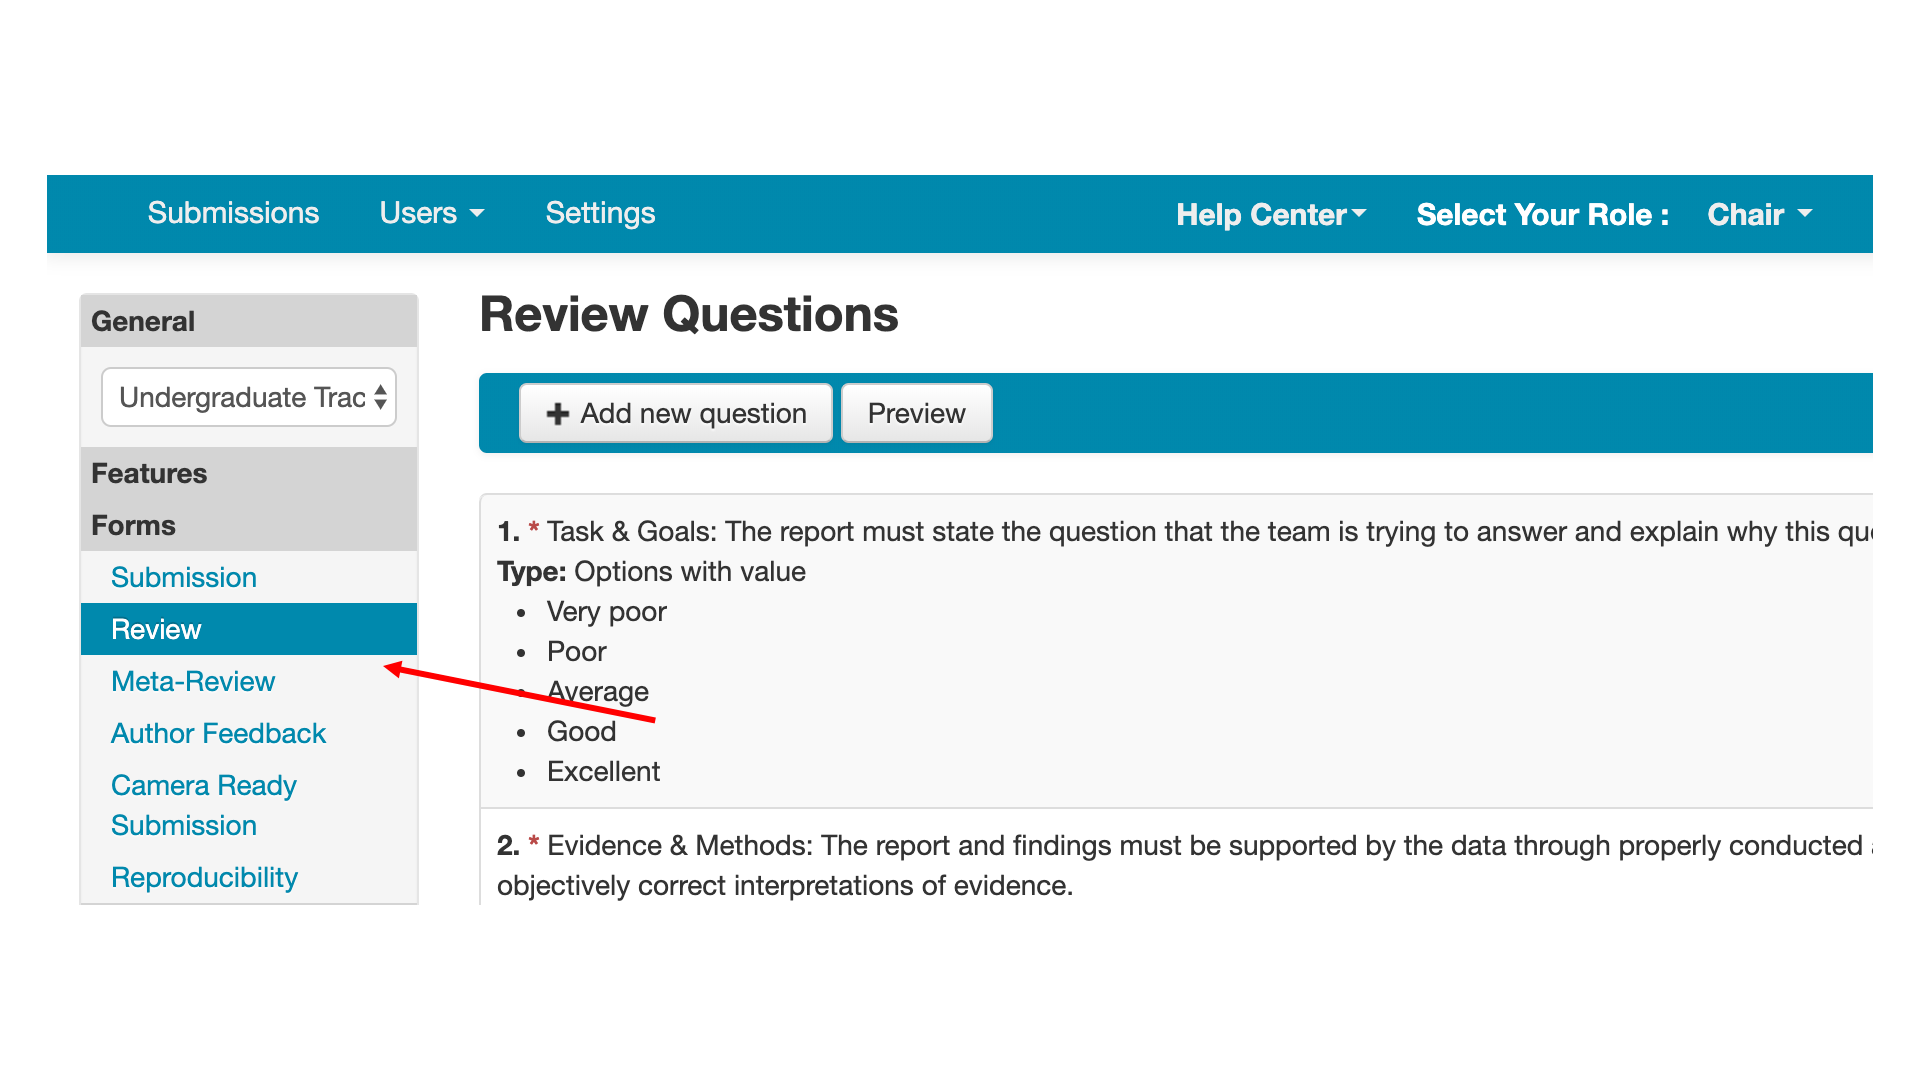 Submissions Users Settings Help Center Select Your Role : Chair
General
Undergraduate Trac
Features
Forms
Submission
Review
Meta-Review
Author Feedback
Camera Ready
Submission
Reproducibility
Review Questions
+ Add new question Preview
1. * Task & Goals: The report must state the question that the team is trying to answer and explain why this
Type: Options with value
• Very poor
• Poor
• Average
• Good
• Excellent
2. * Evidence & Methods: The report and findings must be supported by the data through properly conducted
objectively correct interpretations of evidence.